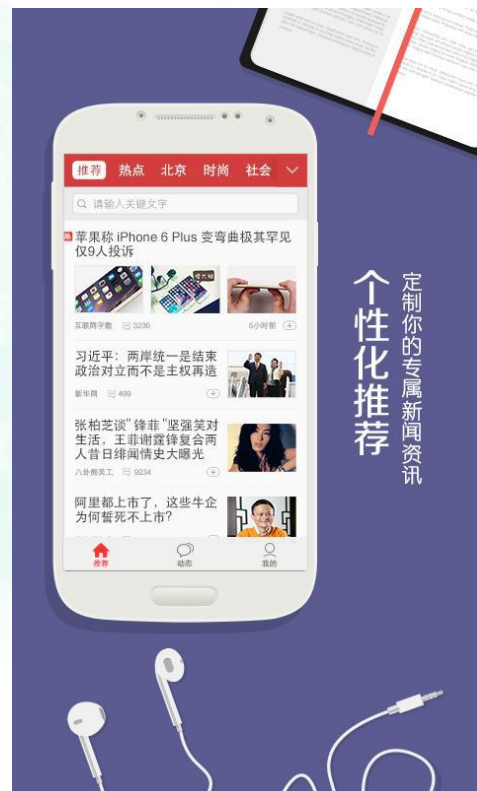 推荐 热点 北京 时尚 社会
请输入关键文字
苹果称 iPhone 6 Plus 变弯曲极其罕见
仅9人投诉
互联网字数 3236 5小时前
习近平：两岸统一是结束
政治对立而不是主权再造
新华网 499
张柏芝谈"锋菲"坚强笑对
生活，王菲谢霆锋复合两
人昔日绯闻情史大曝光
八卦熊美工 9234
阿里都上市了，这些牛企
为何誓死不上市？
推荐 动态 我的
个性化推荐
定制你的专属新闻资讯